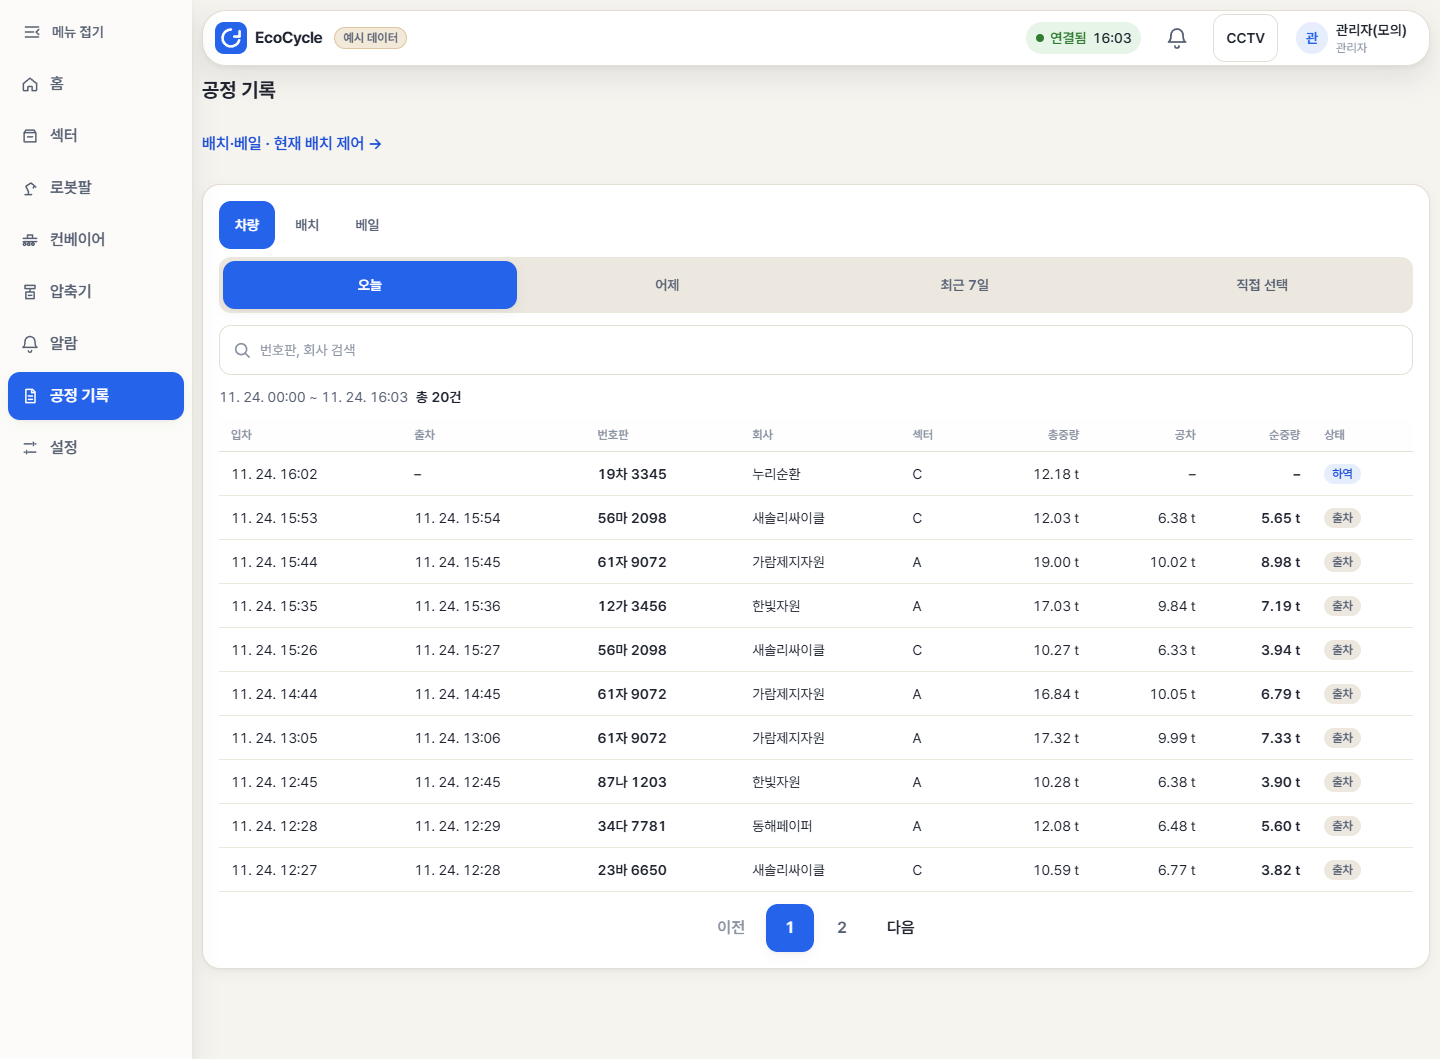 메뉴 접기
홈
섹터
로봇팔
컨베이어
압축기
알람
공정 기록
설정
EcoCycle 예시 데이터 연결됨 16:03 CCTV 관 관리자(모의)
관리자
공정 기록
배치·베일 · 현재 배치 제어 →
차량 배치 베일
오늘 어제 최근 7일 직접 선택
번호판, 회사 검색
11. 24. 00:00 ~ 11. 24. 16:03 총 20건
입차 출차 번호판 회사 섹터 총중량 공차 순중량 상태
11. 24. 16:02 – 19차 3345 누리순환 C 12.18 t – – 하역
11. 24. 15:53 11. 24. 15:54 56마 2098 새솔리싸이클 C 12.03 t 6.38 t 5.65 t 출차
11. 24. 15:44 11. 24. 15:45 61자 9072 가람제지자원 A 19.00 t 10.02 t 8.98 t 출차
11. 24. 15:35 11. 24. 15:36 12가 3456 한빛자원 A 17.03 t 9.84 t 7.19 t 출차
11. 24. 15:26 11. 24. 15:27 56마 2098 새솔리싸이클 C 10.27 t 6.33 t 3.94 t 출차
11. 24. 14:44 11. 24. 14:45 61자 9072 가람제지자원 A 16.84 t 10.05 t 6.79 t 출차
11. 24. 13:05 11. 24. 13:06 61자 9072 가람제지자원 A 17.32 t 9.99 t 7.33 t 출차
11. 24. 12:45 11. 24. 12:45 87나 1203 한빛자원 A 10.28 t 6.38 t 3.90 t 출차
11. 24. 12:28 11. 24. 12:29 34다 7781 동해페이퍼 A 12.08 t 6.48 t 5.60 t 출차
11. 24. 12:27 11. 24. 12:28 23바 6650 새솔리싸이클 C 10.59 t 6.77 t 3.82 t 출차
이전 1 2 다음